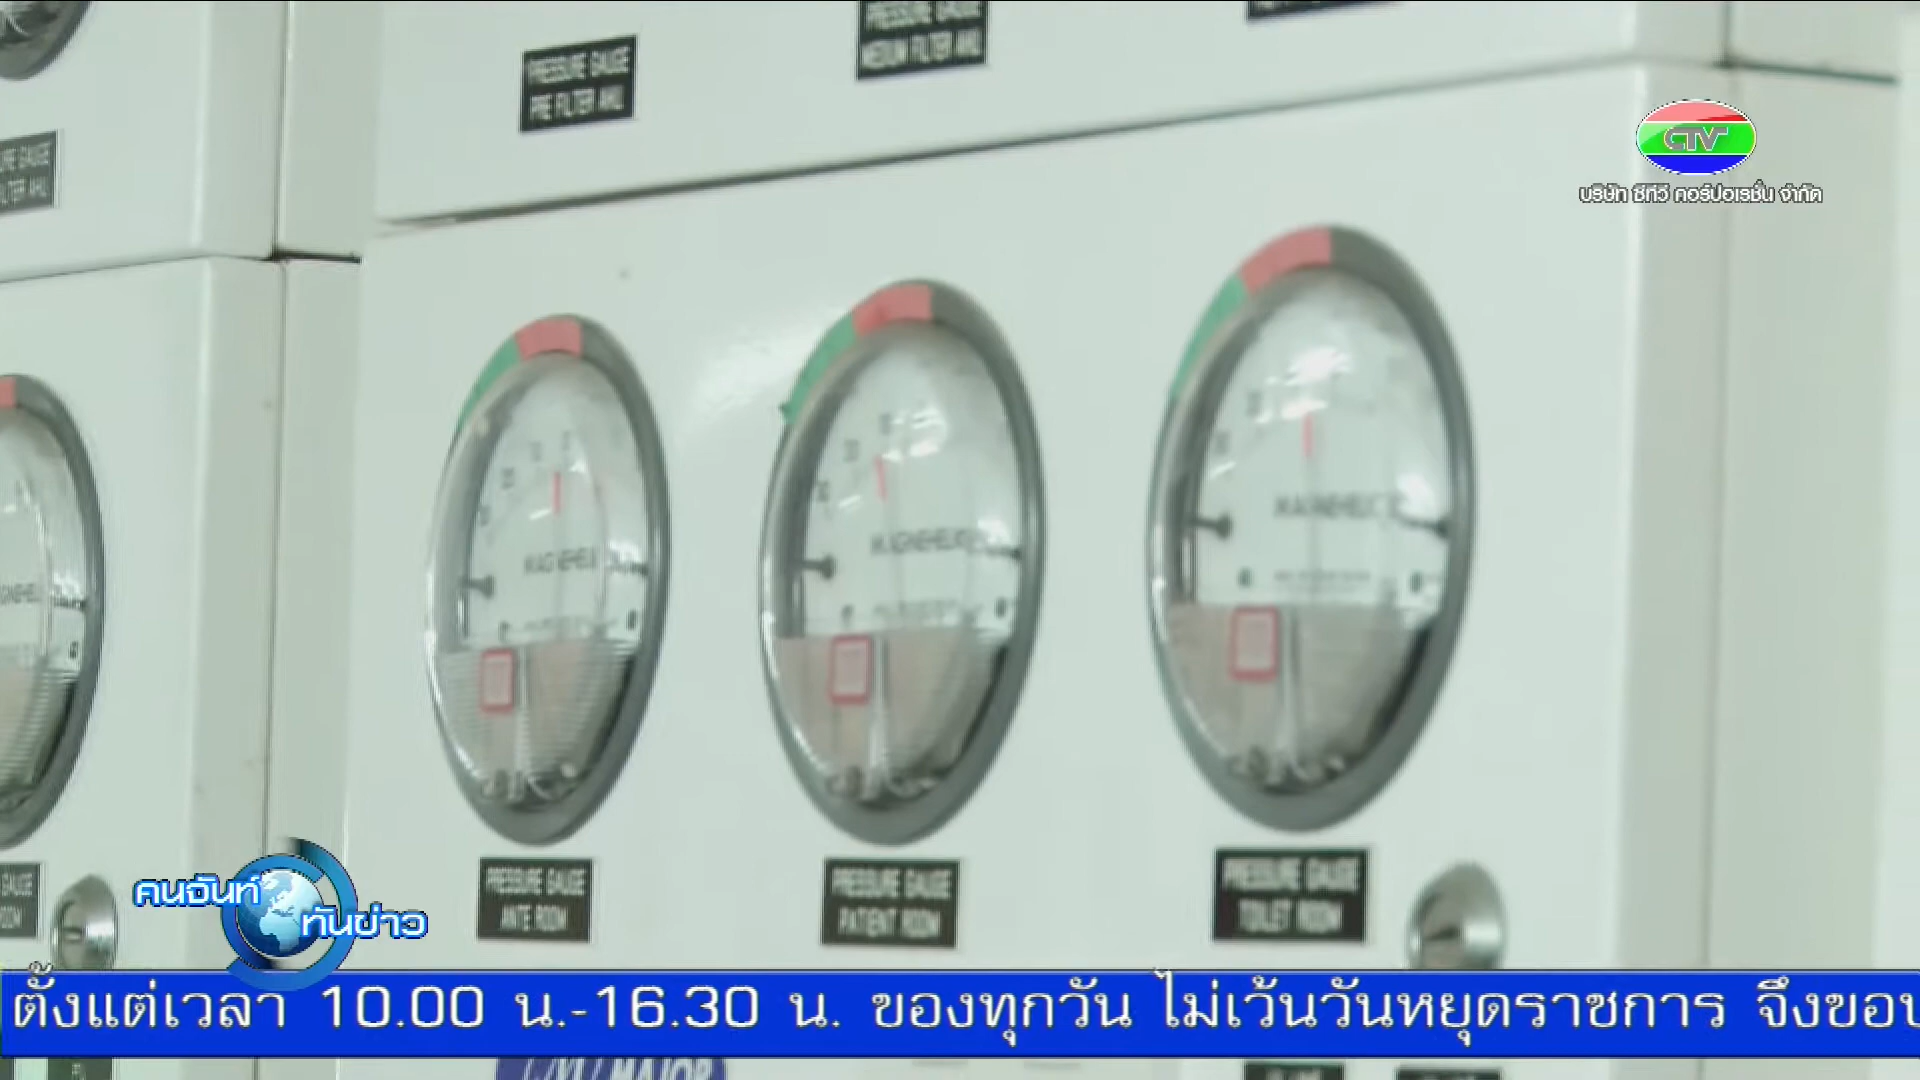 PRESSURE GAUGE
PRE FILTER AHU
PRESSURE GAUGE
MEDIUM FILTER AHU
CTV
บริษัท ซีทีวี คอร์ปอเรชั่น จำกัด
MAGNEHELIC
MAGNEHELIC
MAGNEHELIC
PRESSURE GAUGE
ANTE ROOM
PRESSURE GAUGE
PATIENT ROOM
PRESSURE GAUGE
TOILET ROOM
คนจันท์
ทันข่าว
ตั้งแต่เวลา 10.00 น.-16.30 น. ของทุกวัน ไม่เว้นวันหยุดราชการ จึงขอ
MAJOR